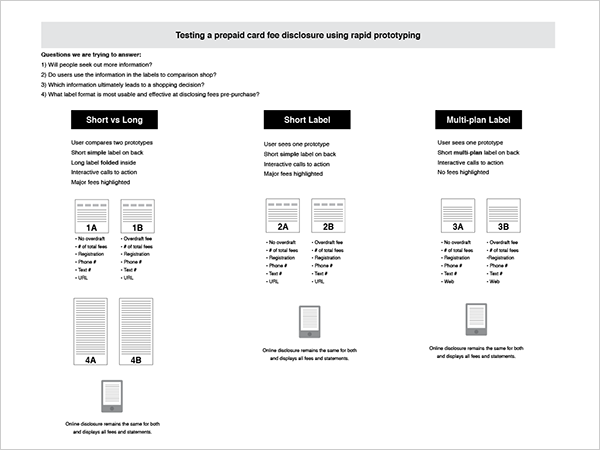 Testing a prepaid card fee disclosure using rapid prototyping
Questions we are trying to answer:
1) Will people seek out more information?
2) Do users use the information in the labels to comparison shop?
3) Which information ultimately leads to a shopping decision?
4) What label format is most usable and effective at disclosing fees pre-purchase?
Short vs Long
User compares two prototypes
Short simple label on back
Long label folded inside
Interactive calls to action
Major fees highlighted
1A
1B
• No overdraft
• # of total fees
• Registration
• Phone #
• Text #
• URL
• Overdraft fee
• # of total fees
• Registration
• Phone #
• Text #
• URL
4A
4B
Online disclosure remains the same for both
and displays all fees and statements.
Short Label
User sees one prototype
Short simple label on back
Interactive calls to action
Major fees highlighted
2A
2B
• No overdraft
• # of total fees
• Registration
• Phone #
• Text #
• URL
• Overdraft fee
• # of total fees
• Registration
• Phone #
• Text #
• URL
Online disclosure remains the same for both
and displays all fees and statements.
Multi-plan Label
User sees one prototype
Short multi-plan label on back
Interactive calls to action
No fees highlighted
3A
3B
• No overdraft
• # of total fees
• Registration
• Phone #
• Text #
• Web
• Overdraft fee
• # of total fees
• Registration
• Phone #
• Text #
• Web
Online disclosure remains the same for both
and displays all fees and statements.